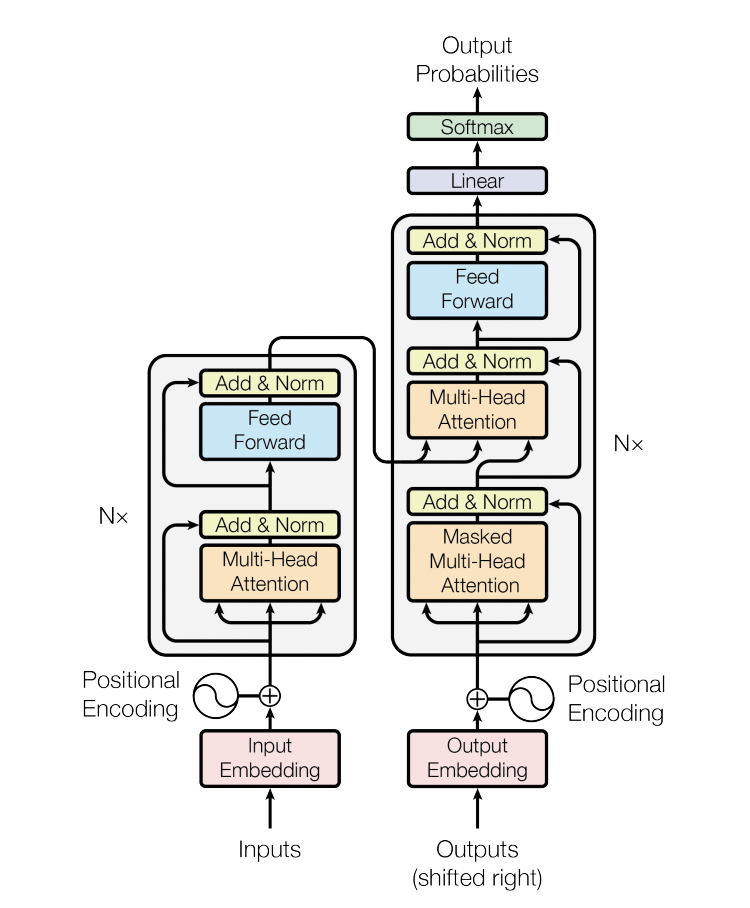 Output
Probabilities
Softmax
Linear
Add & Norm
Feed
Forward
Add & Norm
Multi-Head
Attention
Add & Norm
Masked
Multi-Head
Attention
N×
Add & Norm
Feed
Forward
Add & Norm
Multi-Head
Attention
N×
Positional
Encoding
Positional
Encoding
Input
Embedding
Output
Embedding
Inputs
Outputs
(shifted right)